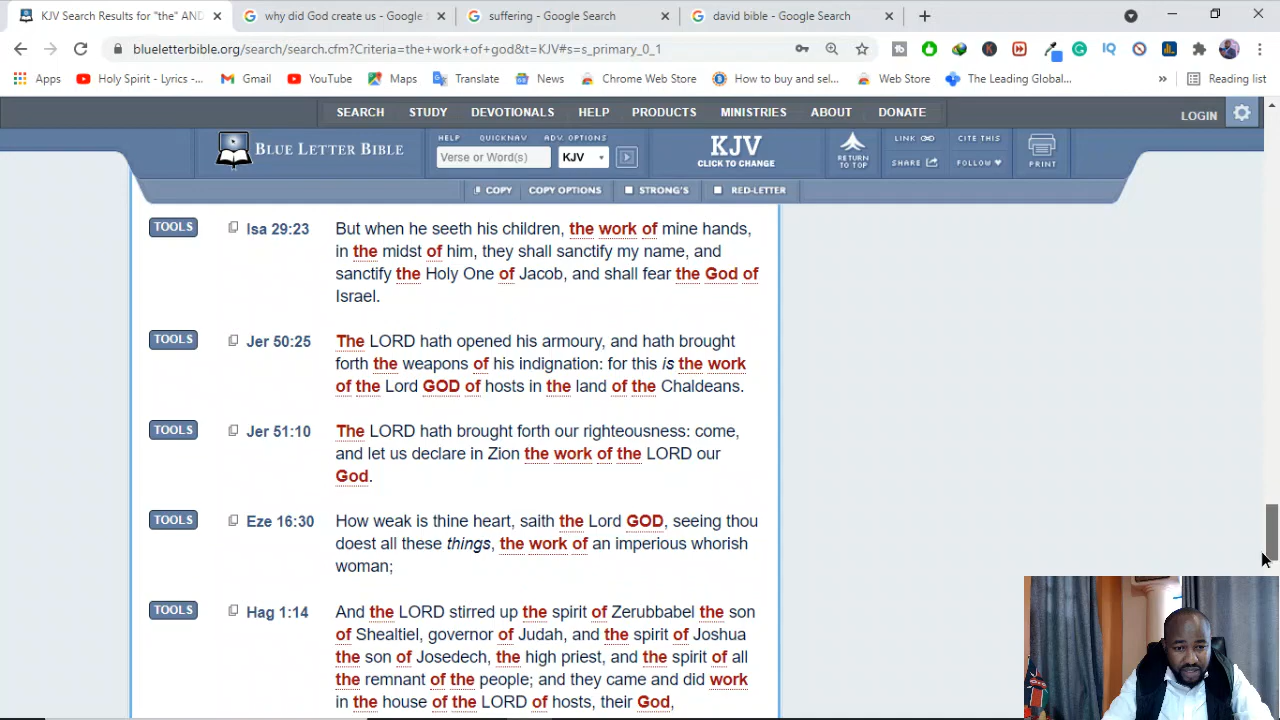 KJV Search Results for "the" AND
why did God create us - Google S
suffering - Google Search
david bible - Google Search
blueletterbible.org/search/search.cfm?Criteria=the+work+of+god&t=KJV#s=s_primary_0_1
Apps
Holy Spirit - Lyrics -...
Gmail
YouTube
Maps
Translate
News
Chrome Web Store
How to buy and sel...
Web Store
The Leading Global...
»
Reading list
SEARCH STUDY DEVOTIONALS HELP PRODUCTS MINISTRIES ABOUT DONATE
LOGIN
BLUE LETTER BIBLE
HELP QUICKNAV ADV. OPTIONS
Verse or Word(s) KJV
KJV
CLICK TO CHANGE
RETURN
TO TOP
LINK CITE THIS
SHARE FOLLOW
PRINT
COPY COPY OPTIONS STRONG'S RED-LETTER
TOOLS Isa 29:23 But when he seeth his children, the work of mine hands,
in the midst of him, they shall sanctify my name, and
sanctify the Holy One of Jacob, and shall fear the God of
Israel.
TOOLS Jer 50:25 The LORD hath opened his armoury, and hath brought
forth the weapons of his indignation: for this is the work
of the Lord GOD of hosts in the land of the Chaldeans.
TOOLS Jer 51:10 The LORD hath brought forth our righteousness: come,
and let us declare in Zion the work of the LORD our
God.
TOOLS Eze 16:30 How weak is thine heart, saith the Lord GOD, seeing thou
doest all these things, the work of an imperious whorish
woman;
TOOLS Hag 1:14 And the LORD stirred up the spirit of Zerubbabel the son
of Shealtiel, governor of Judah, and the spirit of Joshua
the son of Josedech, the high priest, and the spirit of all
the remnant of the people; and they came and did work
in the house of the LORD of hosts, their God,